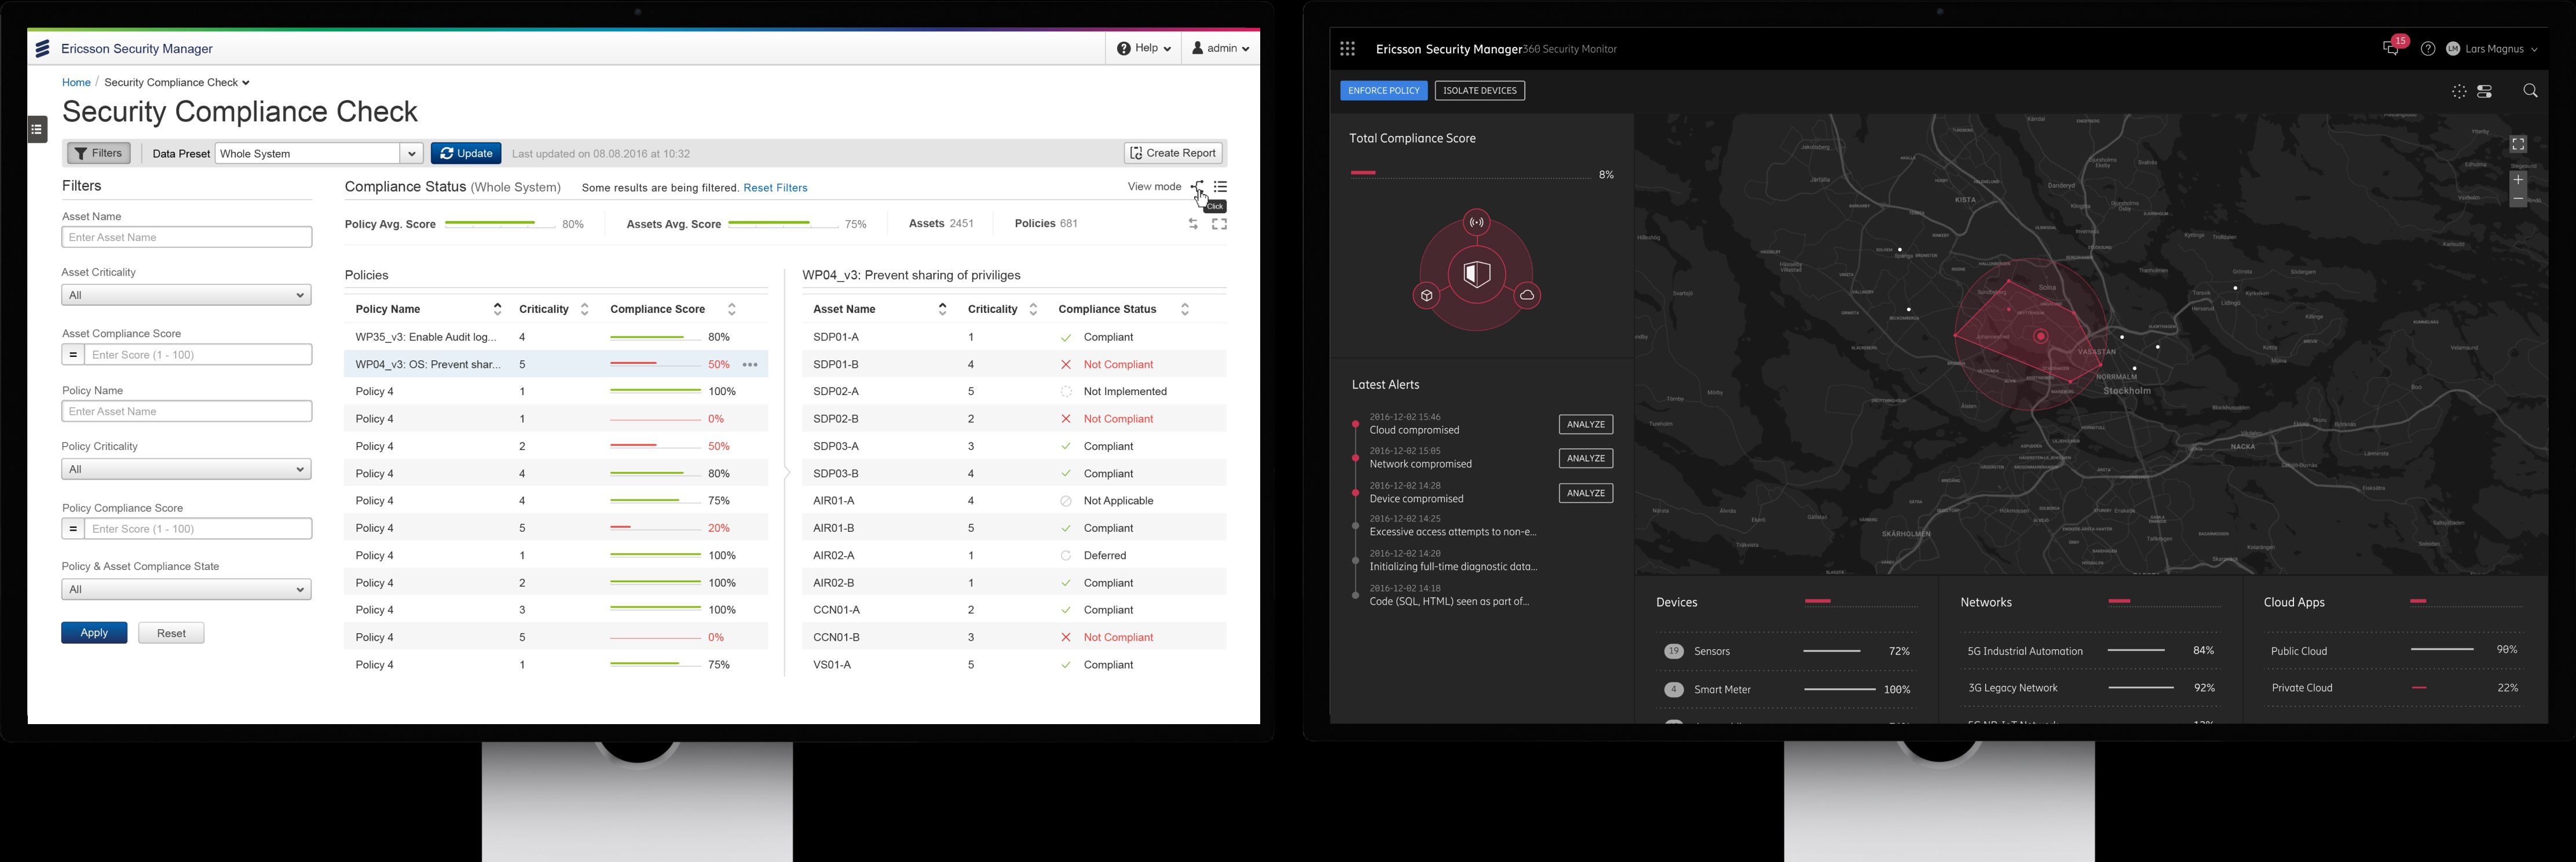 Ericsson Security Manager
Help
admin
Home / Security Compliance Check
Security Compliance Check
Filters
Data Preset
Whole System
Update
Last updated on 08.08.2016 at 10:32
Create Report
Filters
Asset Name
Enter Asset Name
Asset Criticality
All
Asset Compliance Score
= Enter Score (1 - 100)
Policy Name
Enter Asset Name
Policy Criticality
All
Policy Compliance Score
= Enter Score (1 - 100)
Policy & Asset Compliance State
All
Apply
Reset
Compliance Status (Whole System)
Some results are being filtered. Reset Filters
View mode
Click
Policy Avg. Score 80%
Assets Avg. Score 75%
Assets 2451
Policies 681
Policies
Policy Name Criticality Compliance Score
WP35_v3: Enable Audit log... 4 80%
WP04_v3: OS: Prevent shar... 5 50%
Policy 4 1 100%
Policy 4 1 0%
Policy 4 2 50%
Policy 4 4 80%
Policy 4 4 75%
Policy 4 5 20%
Policy 4 1 100%
Policy 4 2 100%
Policy 4 3 100%
Policy 4 5 0%
Policy 4 1 75%
WP04_v3: Prevent sharing of priviliges
Asset Name Criticality Compliance Status
SDP01-A 1 Compliant
SDP01-B 4 Not Compliant
SDP02-A 5 Not Implemented
SDP02-B 2 Not Compliant
SDP03-A 3 Compliant
SDP03-B 4 Compliant
AIR01-A 4 Not Applicable
AIR01-B 5 Compliant
AIR02-A 1 Deferred
AIR02-B 1 Compliant
CCN01-A 2 Compliant
CCN01-B 3 Not Compliant
VS01-A 5 Compliant
Ericsson Security Manager 360 Security Monitor
15
LM Lars Magnus
ENFORCE POLICY
ISOLATE DEVICES
Total Compliance Score
8%
Latest Alerts
2016-12-02 15:46
Cloud compromised
ANALYZE
2016-12-02 15:05
Network compromised
ANALYZE
2016-12-02 14:28
Device compromised
ANALYZE
2016-12-02 14:25
Excessive access attempts to non-e...
2016-12-02 14:20
Initializing full-time diagnostic data...
2016-12-02 14:18
Code (SQL, HTML) seen as part of...
KISTA
Danderyd
Solna
VASASTAN
NORRMALM
Stockholm
NACKA
SKÄRHOLMEN
Lidingö
Järfälla
+
−
Devices
19 Sensors 72%
4 Smart Meter 100%
Networks
5G Industrial Automation 84%
3G Legacy Network 92%
Cloud Apps
Public Cloud 90%
Private Cloud 22%